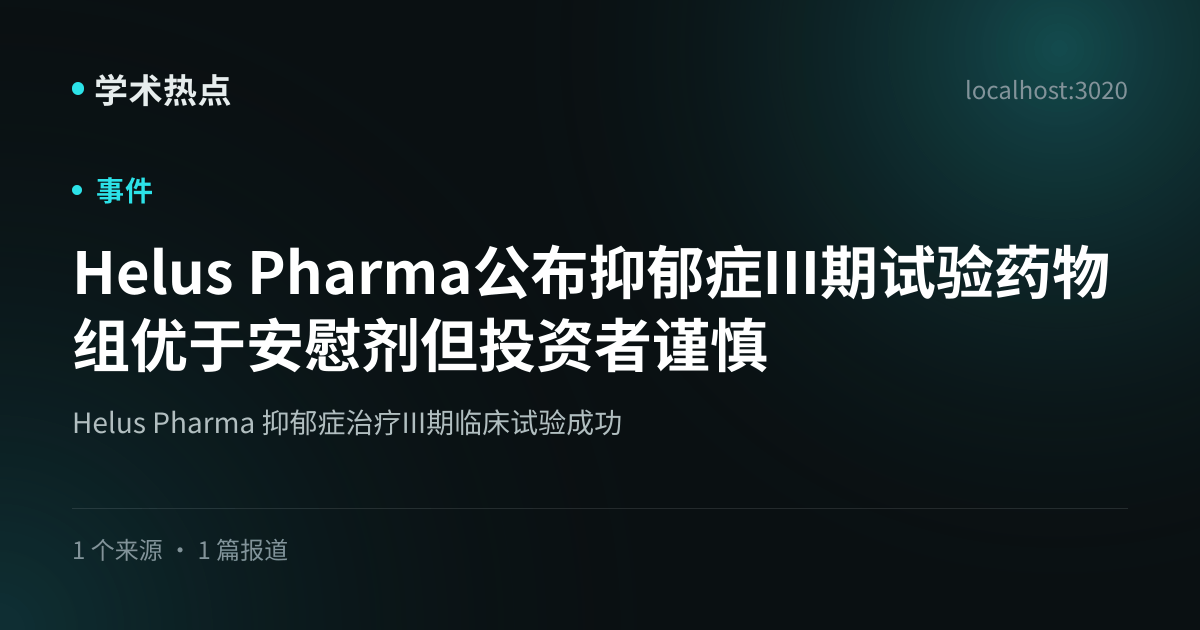 学术热点
localhost:3020
事件
Helus Pharma公布抑郁症III期试验药物
组优于安慰剂但投资者谨慎
Helus Pharma 抑郁症治疗III期临床试验成功
1 个来源 · 1 篇报道